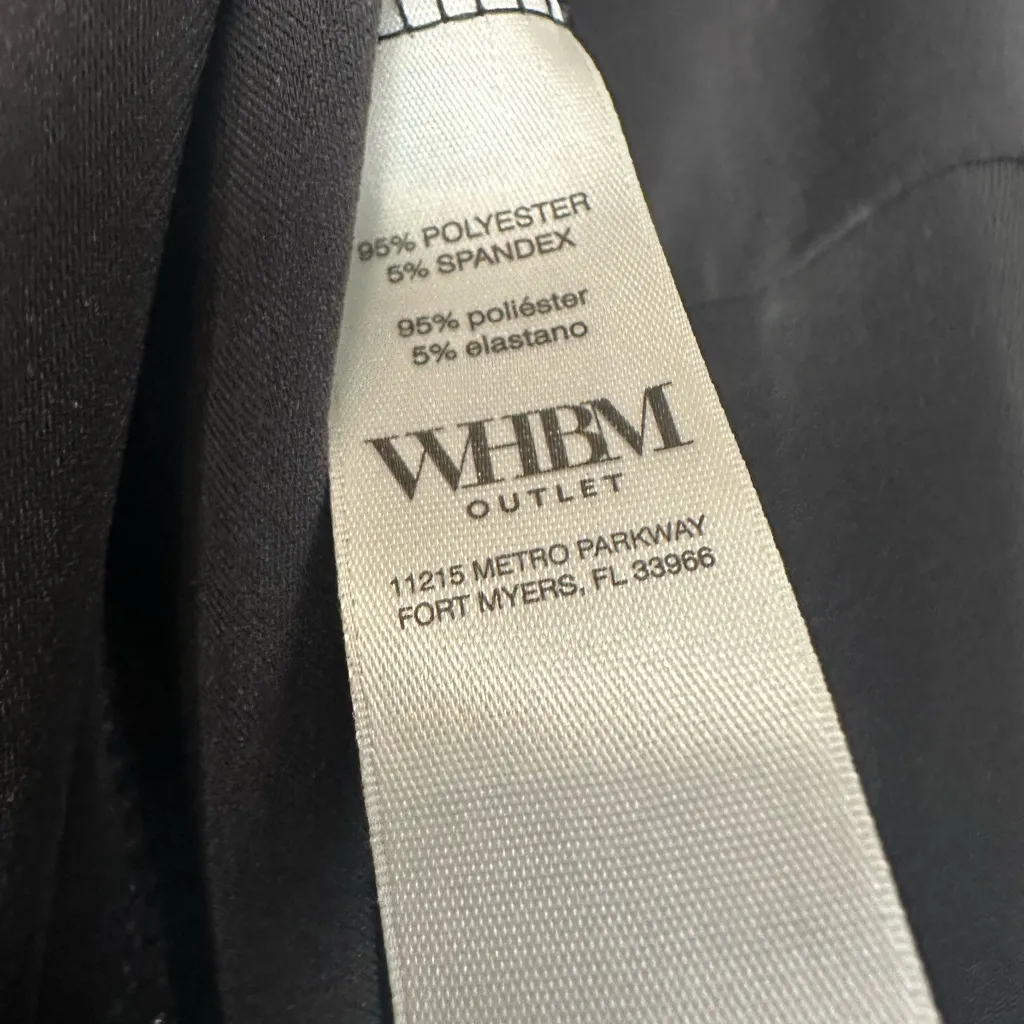 95% POLYESTER
5% SPANDEX
95% poliéster
5% elastano
WHBM
OUTLET
11215 METRO PARKWAY
FORT MYERS, FL 33966